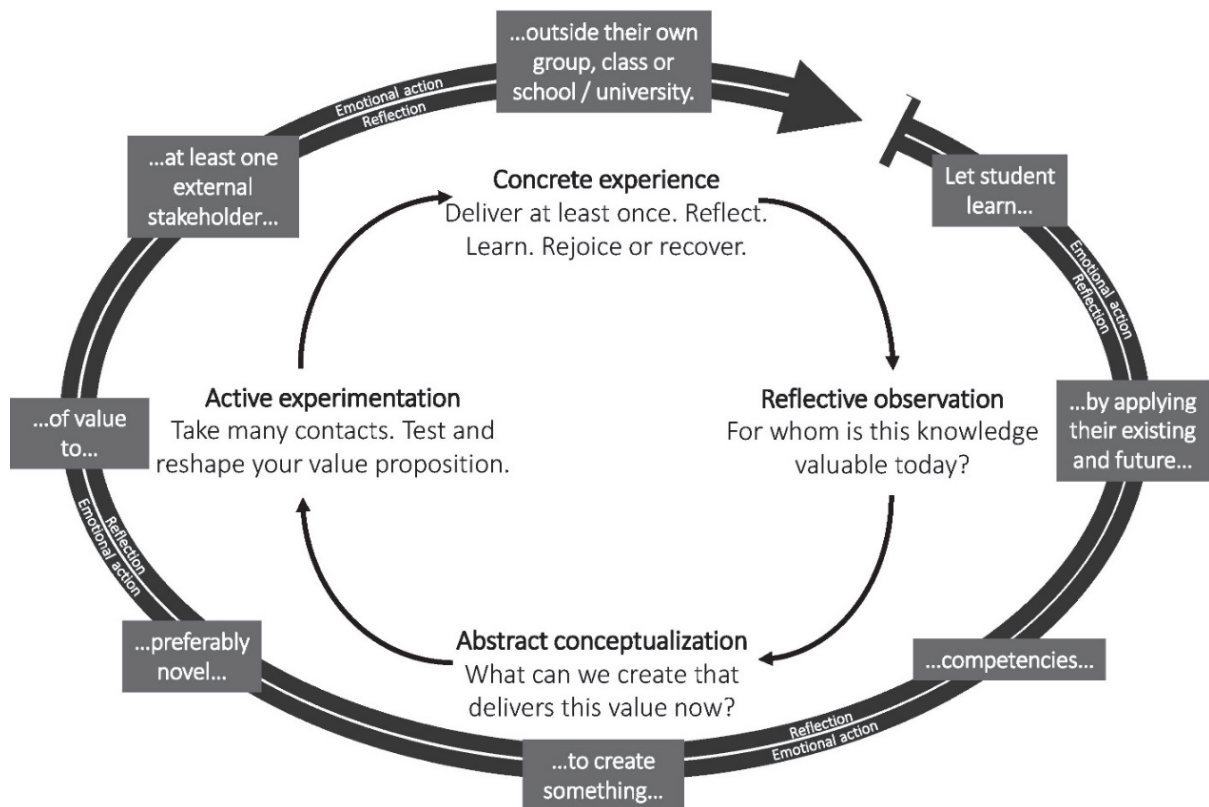 ...outside their own
group, class or
school / university.
Emotional action
Reflection
...at least one
external
stakeholder...
Let student
learn...
Concrete experience
Deliver at least once. Reflect.
Learn. Rejoice or recover.
Emotional action
Reflection
Active experimentation
Take many contacts. Test and
reshape your value proposition.
Reflective observation
For whom is this knowledge
valuable today?
...of value
to...
...by applying
their existing
and future...
Reflection
Emotional action
Abstract conceptualization
What can we create that
delivers this value now?
...preferably
novel...
...competencies...
Reflection
Emotional action
...to create
something...